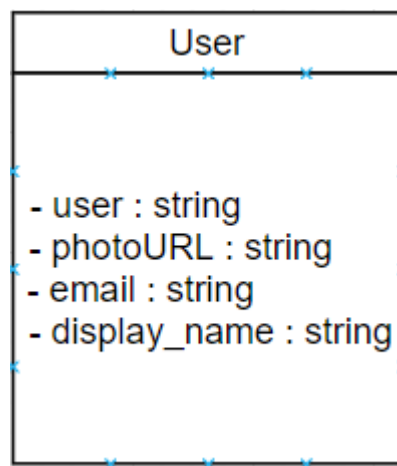 User
- user : string
- photoURL : string
- email : string
- display_name : string